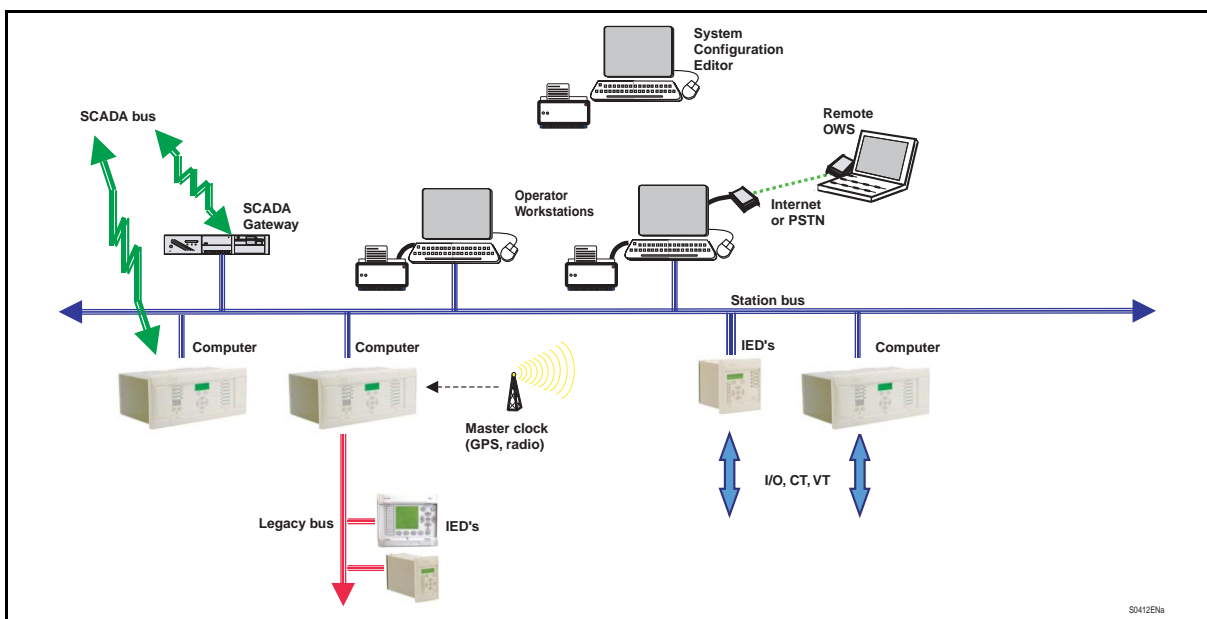 System
Configuration
Editor
SCADA bus
Remote
OWS
SCADA
Gateway
Operator
Workstations
Internet
or PSTN
Station bus
Computer
Computer
IED's
Computer
Master clock
(GPS, radio)
I/O, CT, VT
Legacy bus
IED's
S0412ENa